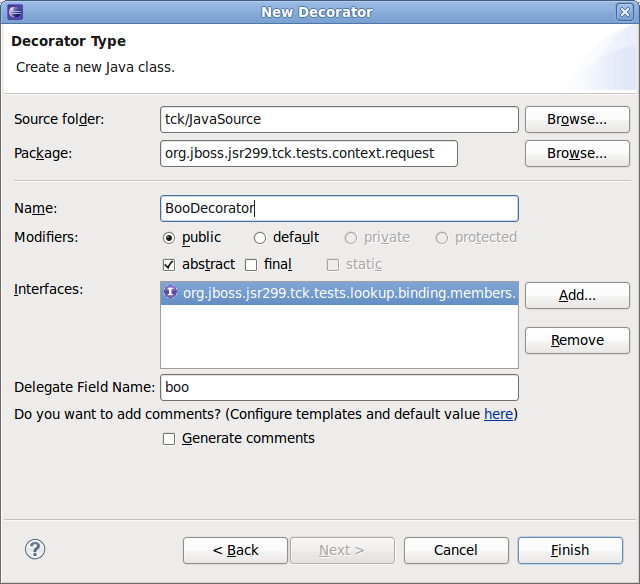 New Decorator
Decorator Type
Create a new Java class.
Source folder: tck/JavaSource Browse...
Package: org.jboss.jsr299.tck.tests.context.request Browse...
Name: BooDecorator
Modifiers: public default private protected
abstract final static
Interfaces: I org.jboss.jsr299.tck.tests.lookup.binding.members. Add...
Remove
Delegate Field Name: boo
Do you want to add comments? (Configure templates and default value here)
Generate comments
? < Back Next > Cancel Finish